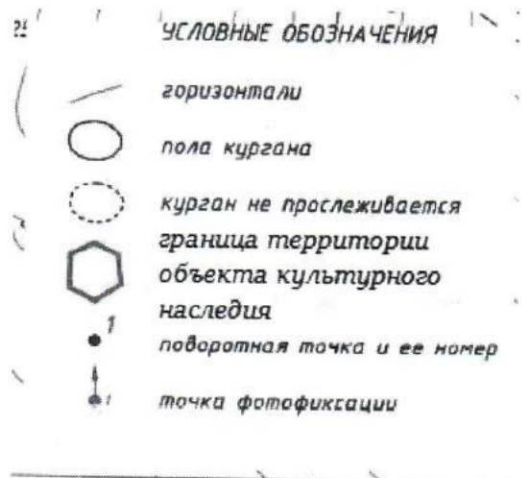 УСЛОВНЫЕ ОБОЗНАЧЕНИЯ
горизонтали
пола кургана
курган не прослеживается
граница территории
объекта культурного
наследия
1
поворотная точка и ее номер
точка фотофиксации